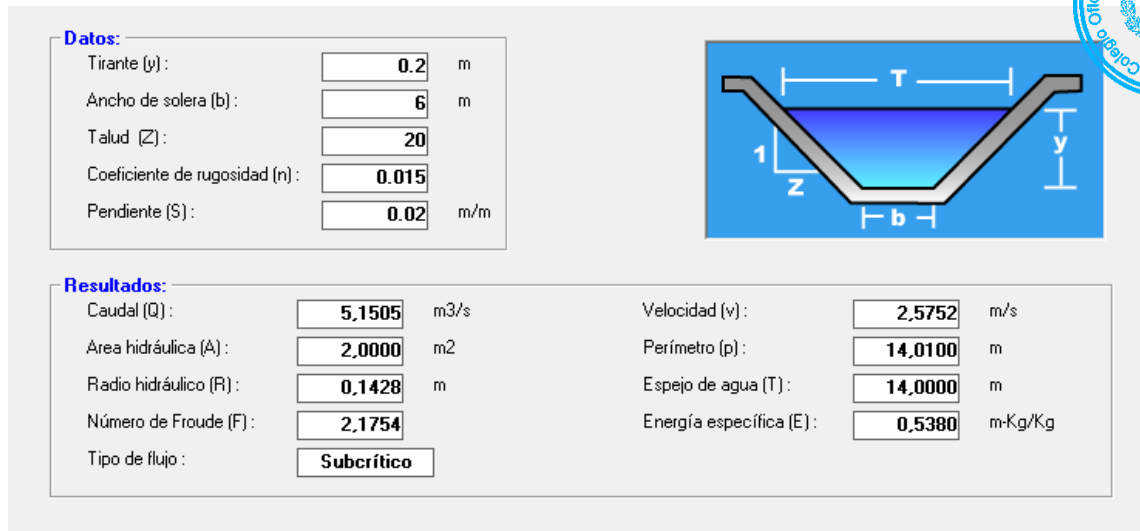 Colegio Ofic
Datos:
Tirante (y) : 0.2 m
Ancho de solera (b) : 6 m
Talud (Z) : 20
Coeficiente de rugosidad (n) : 0.015
Pendiente (S) : 0.02 m/m
T
y
1
Z
b
Resultados:
Caudal (Q) : 5,1505 m3/s Velocidad (v) : 2,5752 m/s
Area hidráulica (A) : 2,0000 m2 Perímetro (p) : 14,0100 m
Radio hidráulico (R) : 0,1428 m Espejo de agua (T) : 14,0000 m
Número de Froude (F) : 2,1754 Energía específica (E) : 0,5380 m-Kg/Kg
Tipo de flujo : Subcrítico